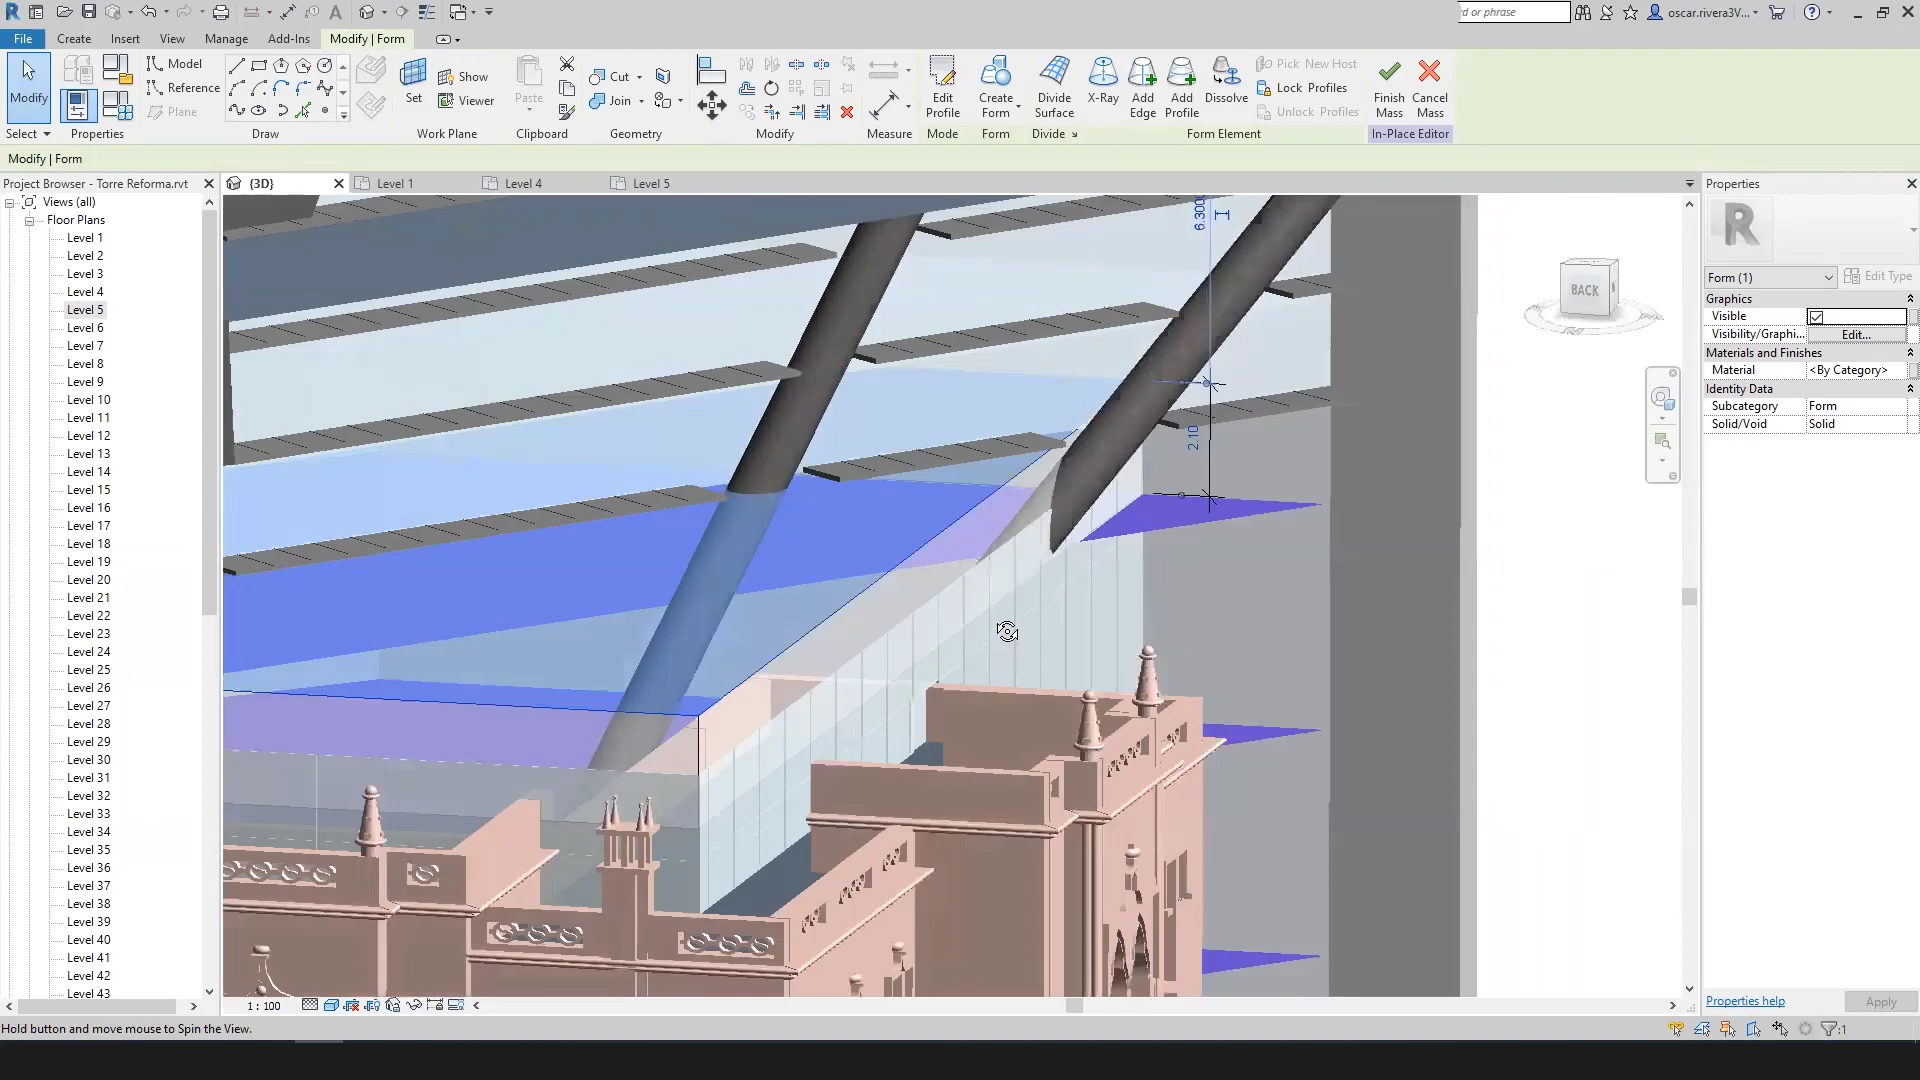 d or phrase
oscar.rivera3V...
File
Create
Insert
View
Manage
Add-Ins
Modify | Form
Modify
Model
Reference
Plane
Set
Show
Viewer
Paste
Cut
Join
Edit Profile
Create Form
Divide Surface
X-Ray
Add Edge
Add Profile
Dissolve
Pick New Host
Lock Profiles
Unlock Profiles
Finish Mass
Cancel Mass
Select
Properties
Draw
Work Plane
Clipboard
Geometry
Modify
Measure
Mode
Form
Divide
Form Element
In-Place Editor
Modify | Form
Project Browser - Torre Reforma.rvt
{3D}
Level 1
Level 4
Level 5
Properties
Views (all)
Floor Plans
Level 1
Level 2
Level 3
Level 4
Level 5
Level 6
Level 7
Level 8
Level 9
Level 10
Level 11
Level 12
Level 13
Level 14
Level 15
Level 16
Level 17
Level 18
Level 19
Level 20
Level 21
Level 22
Level 23
Level 24
Level 25
Level 26
Level 27
Level 28
Level 29
Level 30
Level 31
Level 32
Level 33
Level 34
Level 35
Level 36
Level 37
Level 38
Level 39
Level 40
Level 41
Level 42
Level 43
6.300
2.10
BACK
Form (1)
Edit Type
Graphics
Visible
Visibility/Graphi...
Edit...
Materials and Finishes
Material
<By Category>
Identity Data
Subcategory
Form
Solid/Void
Solid
Properties help
Apply
1 : 100
Hold button and move mouse to Spin the View.
:1